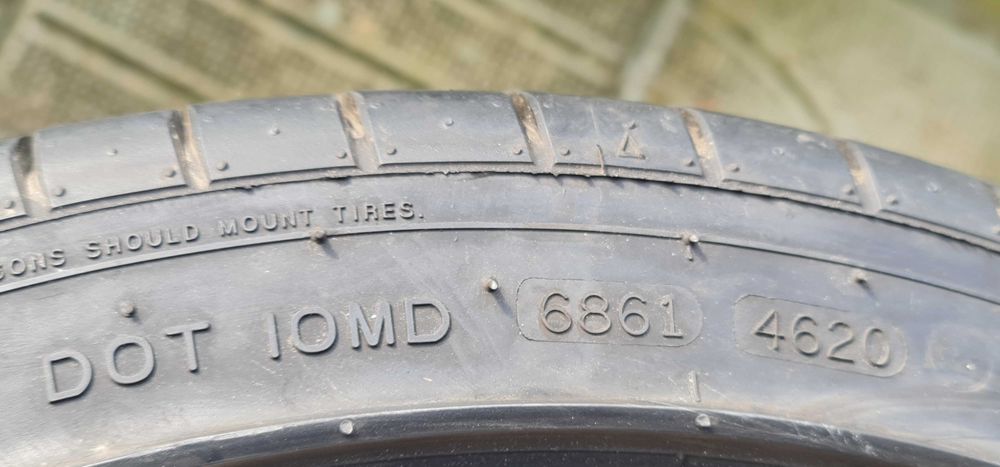 SONS SHOULD MOUNT TIRES.
DOT IOMD 6861 4620